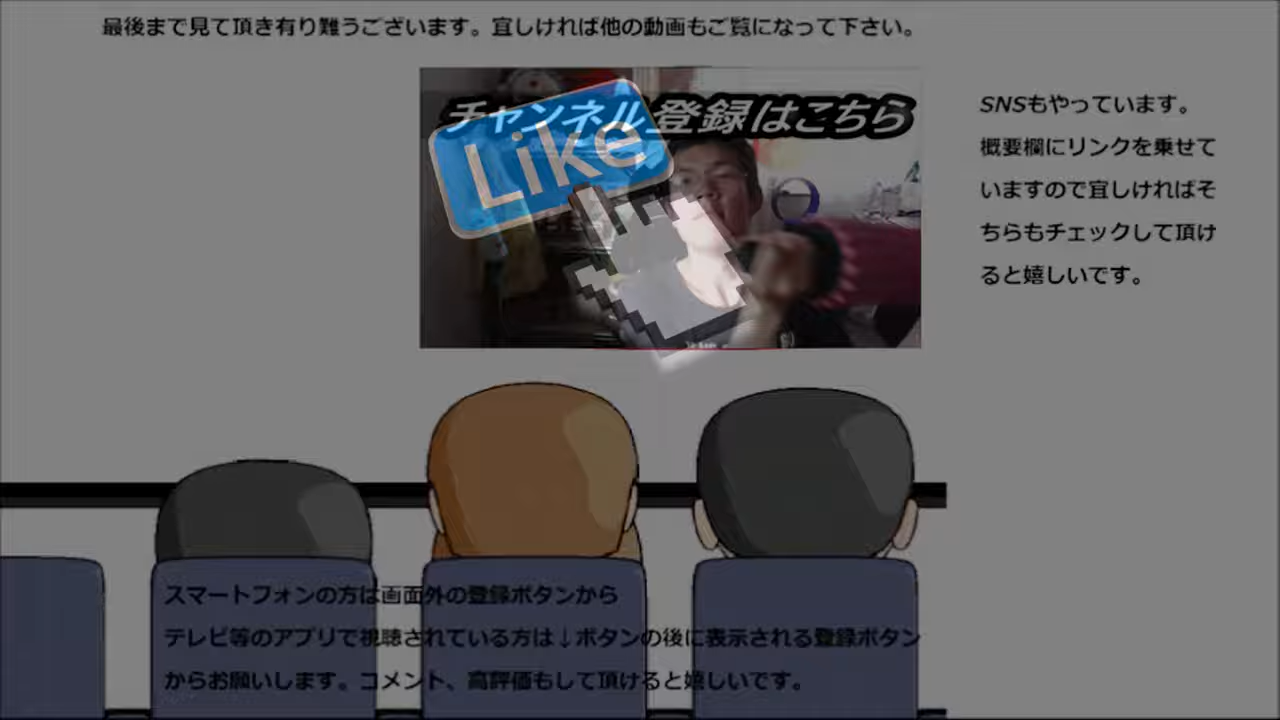 最後まで見て頂き有り難うございます。宜しければ他の動画もご覧になって下さい。
チャンネル登録はこちら
Like
SNSもやっています。
概要欄にリンクを乗せて
いますので宜しければそ
ちらもチェックして頂け
ると嬉しいです。
スマートフォンの方は画面外の登録ボタンから
テレビ等のアプリで視聴されている方は↓ボタンの後に表示される登録ボタン
からお願いします。コメント、高評価もして頂けると嬉しいです。